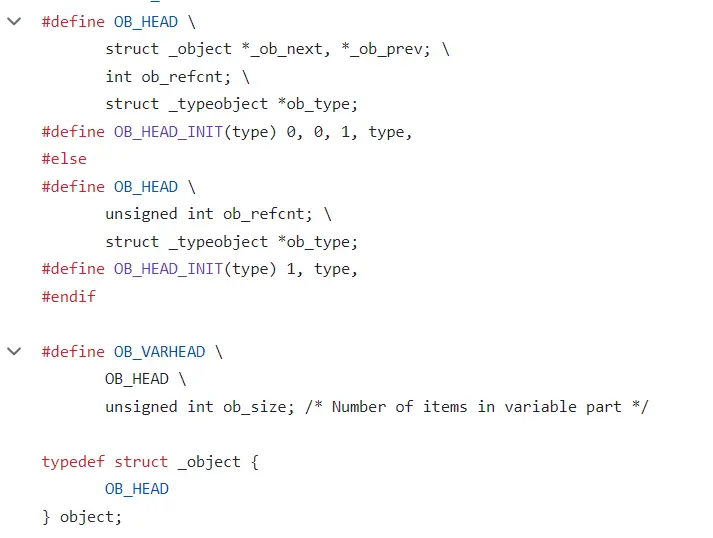 #define OB_HEAD \
struct _object *_ob_next, *_ob_prev; \
int ob_refcnt; \
struct _typeobject *ob_type;
#define OB_HEAD_INIT(type) 0, 0, 1, type,
#else
#define OB_HEAD \
unsigned int ob_refcnt; \
struct _typeobject *ob_type;
#define OB_HEAD_INIT(type) 1, type,
#endif
#define OB_VARHEAD \
OB_HEAD \
unsigned int ob_size; /* Number of items in variable part */
typedef struct _object {
OB_HEAD
} object;